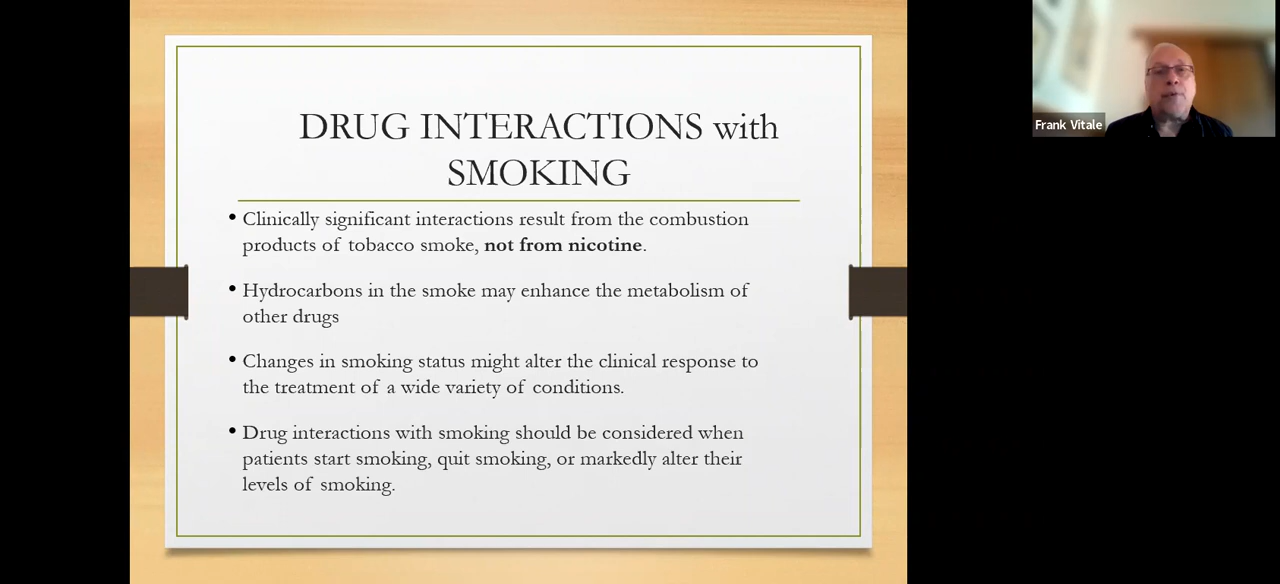 DRUG INTERACTIONS with
SMOKING
• Clinically significant interactions result from the combustion
products of tobacco smoke, not from nicotine.
• Hydrocarbons in the smoke may enhance the metabolism of
other drugs
• Changes in smoking status might alter the clinical response to
the treatment of a wide variety of conditions.
• Drug interactions with smoking should be considered when
patients start smoking, quit smoking, or markedly alter their
levels of smoking.
Frank Vitale